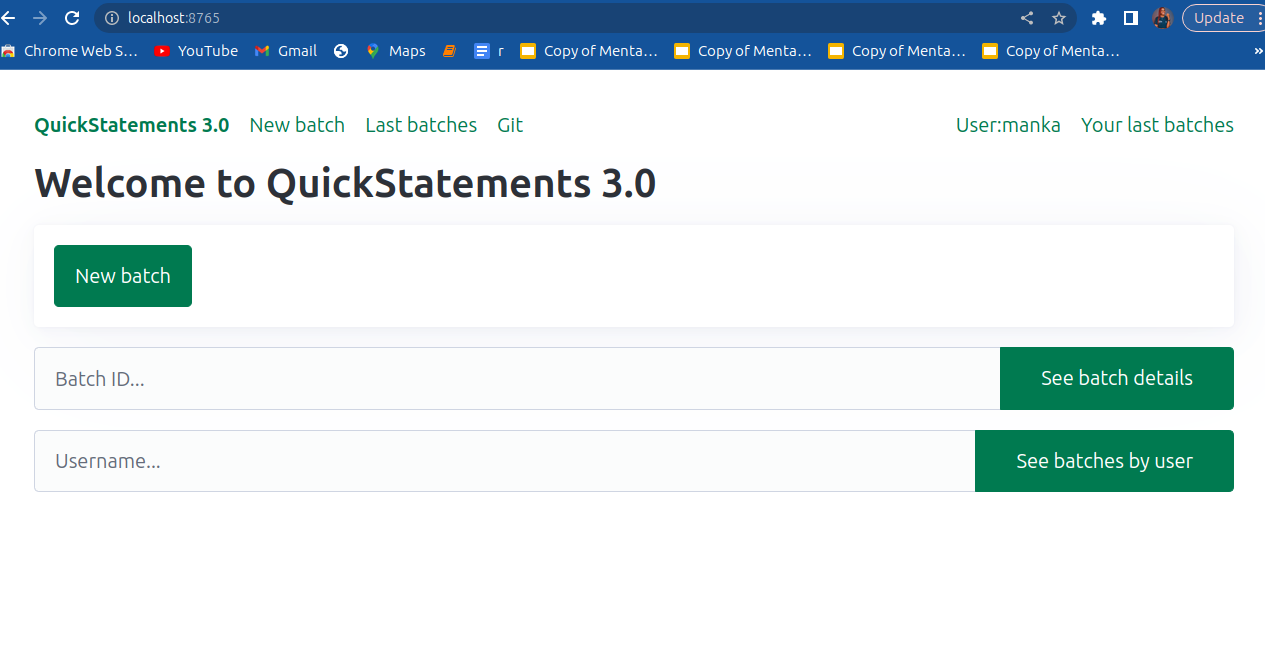 localhost:8765
Update
Chrome Web S... YouTube Gmail Maps r Copy of Menta... Copy of Menta... Copy of Menta... Copy of Menta... »
QuickStatements 3.0 New batch Last batches Git User:manka Your last batches
Welcome to QuickStatements 3.0
New batch
Batch ID... See batch details
Username... See batches by user